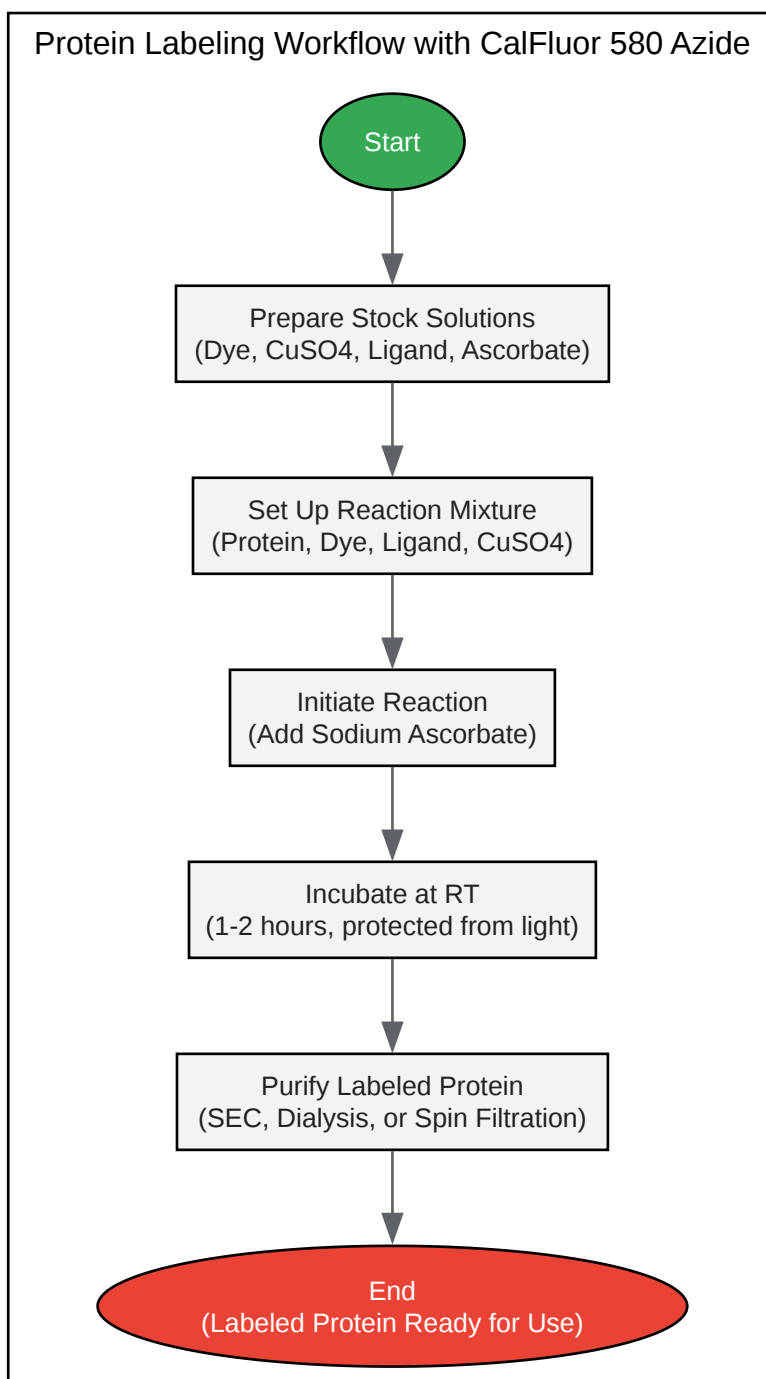 Protein Labeling Workflow with CalFluor 580 Azide
Start
Prepare Stock Solutions
(Dye, CuSO4, Ligand, Ascorbate)
Set Up Reaction Mixture
(Protein, Dye, Ligand, CuSO4)
Initiate Reaction
(Add Sodium Ascorbate)
Incubate at RT
(1-2 hours, protected from light)
Purify Labeled Protein
(SEC, Dialysis, or Spin Filtration)
End
(Labeled Protein Ready for Use)